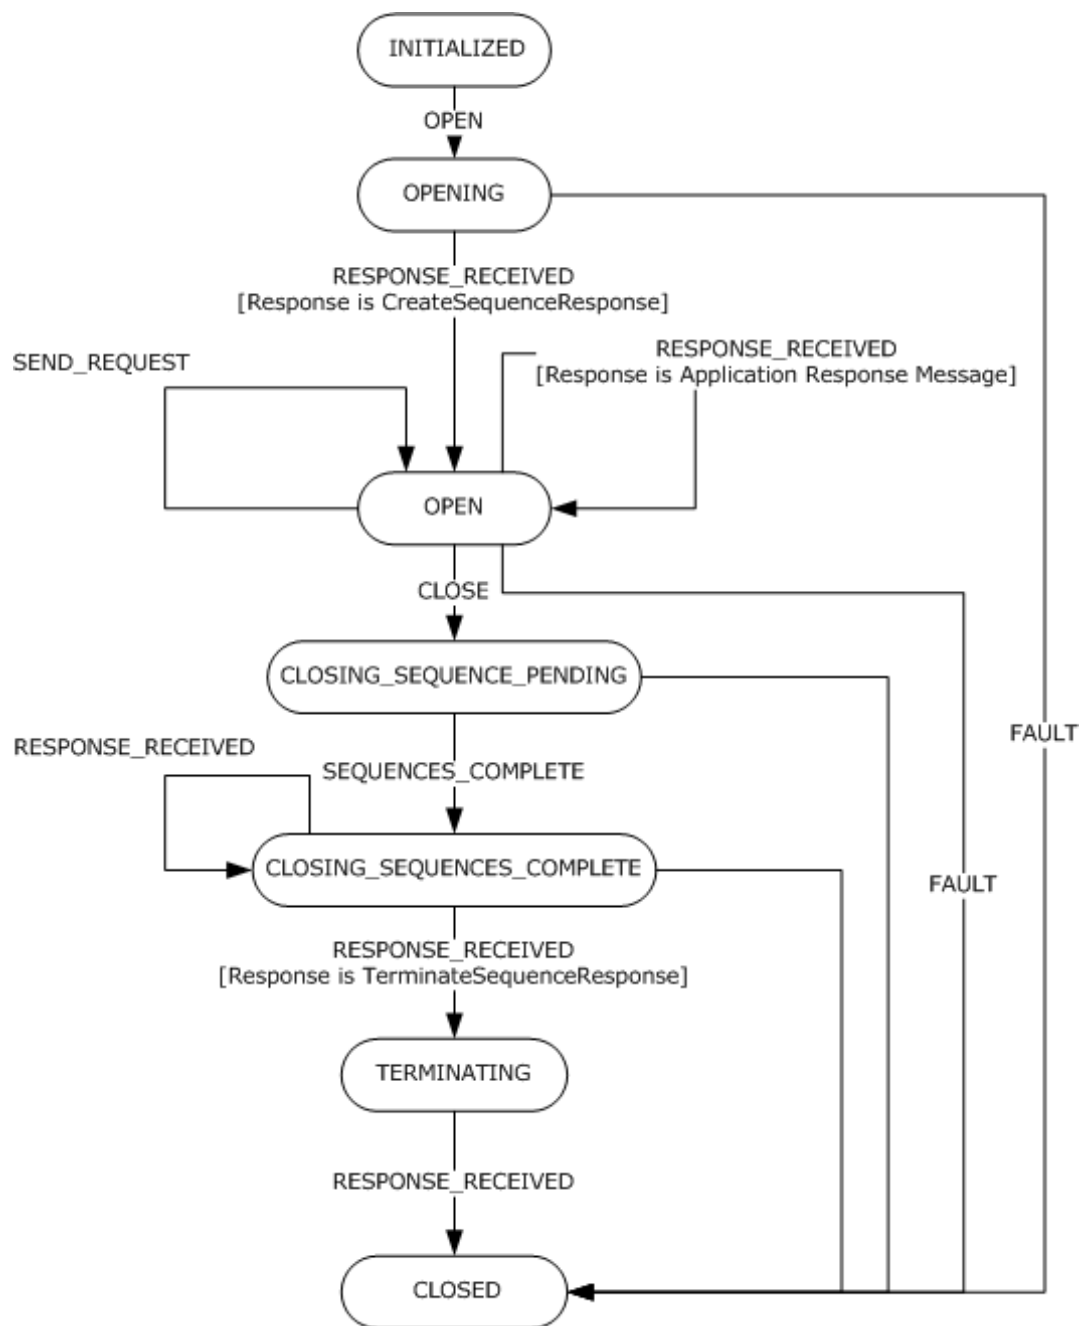 INITIALIZED
OPEN
OPENING
RESPONSE_RECEIVED
[Response is CreateSequenceResponse]
SEND_REQUEST
RESPONSE_RECEIVED
[Response is Application Response Message]
OPEN
CLOSE
CLOSING_SEQUENCE_PENDING
FAULT
RESPONSE_RECEIVED
SEQUENCES_COMPLETE
CLOSING_SEQUENCES_COMPLETE
FAULT
RESPONSE_RECEIVED
[Response is TerminateSequenceResponse]
TERMINATING
RESPONSE_RECEIVED
CLOSED